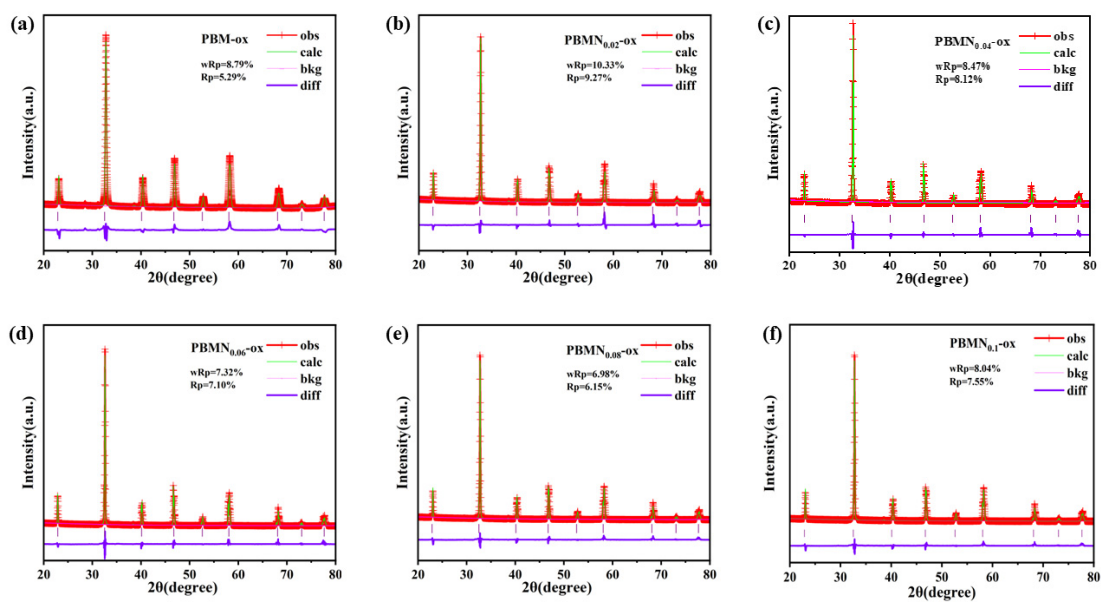 (a)
PBM-ox
wRp=8.79%
Rp=5.29%
obs
calc
bkg
diff
Intensity(a.u.)
20 30 40 50 60 70 80
2θ(degree)
(b)
PBMN0.02-ox
wRp=10.33%
Rp=9.27%
obs
calc
bkg
diff
Intensity(a.u.)
20 30 40 50 60 70 80
2θ(degree)
(c)
PBMN0.04-ox
wRp=8.47%
Rp=8.12%
obs
calc
bkg
diff
Intensity(a.u.)
20 30 40 50 60 70 80
2θ(degree)
(d)
PBMN0.06-ox
wRp=7.32%
Rp=7.10%
obs
calc
bkg
diff
Intensity(a.u.)
20 30 40 50 60 70 80
2θ(degree)
(e)
PBMN0.08-ox
wRp=6.98%
Rp=6.15%
obs
calc
bkg
diff
Intensity(a.u.)
20 30 40 50 60 70 80
2θ(degree)
(f)
PBMN0.1-ox
wRp=8.04%
Rp=7.55%
obs
calc
bkg
diff
Intensity(a.u.)
20 30 40 50 60 70 80
2θ(degree)